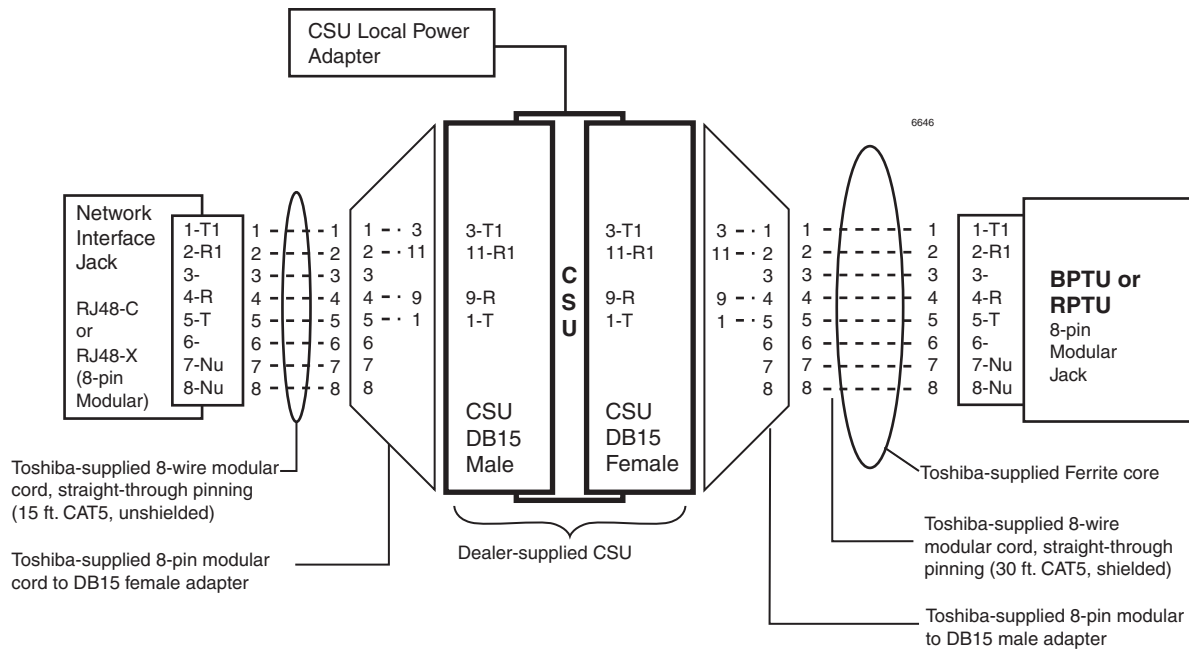 CSU Local Power
Adapter
6646
Network
Interface
Jack
RJ48-C
or
RJ48-X
(8-pin
Modular)
1-T1
2-R1
3-
4-R
5-T
6-
7-Nu
8-Nu
1 1
2 2
3 3
4 4
5 5
6 6
7 7
8 8
1 3
2 11
3
4 9
5 1
6
7
8
3-T1
11-R1
9-R
1-T
CSU
DB15
Male
C
S
U
3-T1
11-R1
9-R
1-T
CSU
DB15
Female
3 1
11 2
3
9 4
1 5
6
7
8
1 1
2 2
3 3
4 4
5 5
6 6
7 7
8 8
1-T1
2-R1
3-
4-R
5-T
6-
7-Nu
8-Nu
BPTU or
RPTU
8-pin
Modular
Jack
Toshiba-supplied 8-wire modular
cord, straight-through pinning
(15 ft. CAT5, unshielded)
Toshiba-supplied 8-pin modular
cord to DB15 female adapter
Dealer-supplied CSU
Toshiba-supplied Ferrite core
Toshiba-supplied 8-wire
modular cord, straight-through
pinning (30 ft. CAT5, shielded)
Toshiba-supplied 8-pin modular
to DB15 male adapter